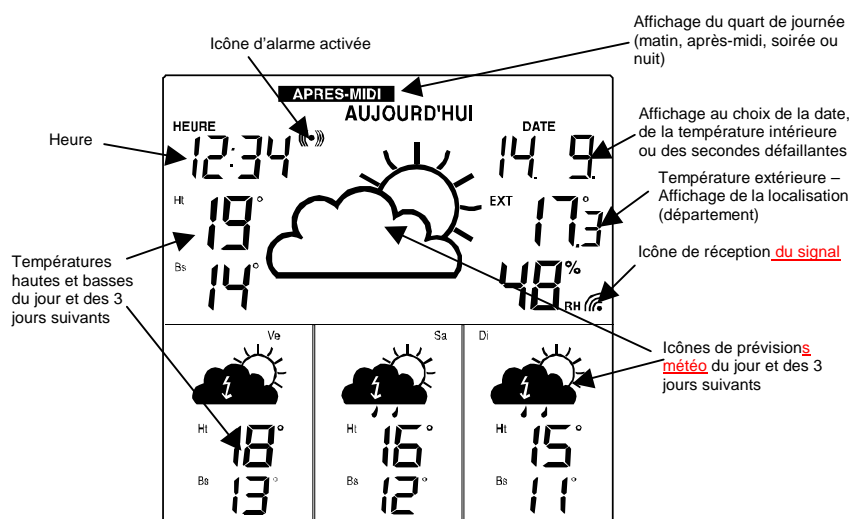 Affichage du quart de journée
(matin, après-midi, soirée ou
nuit)
Icône d'alarme activée
APRES-MIDI
AUJOURD'HUI
HEURE
DATE
Affichage au choix de la date,
de la température intérieure
ou des secondes défaillantes
Heure
12:34
14. 9.
Température extérieure –
Affichage de la localisation
(département)
Ht
19°
EXT
17.3°
Icône de réception du signal
Températures
hautes et basses
du jour et des 3
jours suivants
Bs
14°
48%
RH
Icônes de prévisions
météo du jour et des 3
jours suivants
Ve
Sa
Di
Ht
18°
Ht
16°
Ht
15°
Bs
13°
Bs
12°
Bs
11°